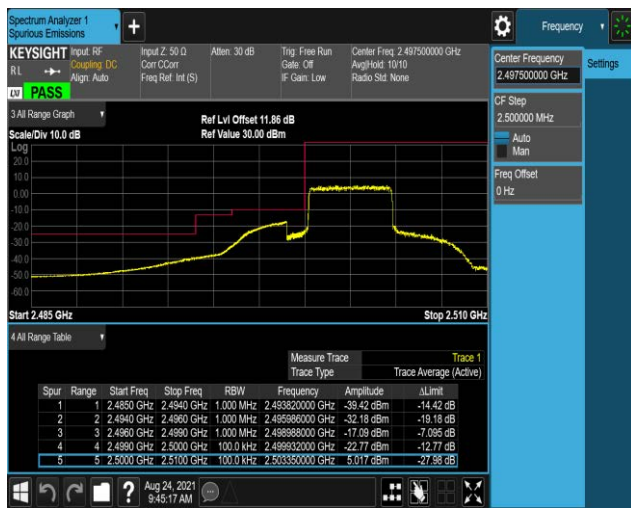 Spectrum Analyzer 1
Spurious Emissions
Frequency
KEYSIGHT Input: RF Input Z: 50 Ω Atten: 30 dB Trig: Free Run Center Freq: 2.497500000 GHz
RL Coupling: DC Corr CCorr Gate: Off Avg|Hold: 10/10
Align: Auto Freq Ref: Int (S) IF Gain: Low Radio Std: None
LXI PASS
Center Frequency
2.497500000 GHz
Settings
CF Step
2.500000 MHz
Auto
Man
Freq Offset
0 Hz
3 All Range Graph
Ref Lvl Offset 11.86 dB
Scale/Div 10.0 dB Ref Value 30.00 dBm
Log
20.0
10.0
0.00
-10.0
-20.0
-30.0
-40.0
-50.0
-60.0
Start 2.485 GHz Stop 2.510 GHz
4 All Range Table
Measure Trace Trace 1
Trace Type Trace Average (Active)
Spur Range Start Freq Stop Freq RBW Frequency Amplitude ΔLimit
1 1 2.4850 GHz 2.4940 GHz 1.000 MHz 2.493820000 GHz -39.42 dBm -14.42 dB
2 2 2.4940 GHz 2.4960 GHz 1.000 MHz 2.495986000 GHz -32.18 dBm -19.18 dB
3 3 2.4960 GHz 2.4990 GHz 1.000 MHz 2.498988000 GHz -17.09 dBm -7.095 dB
4 4 2.4990 GHz 2.5000 GHz 100.0 kHz 2.499932000 GHz -22.77 dBm -12.77 dB
5 5 2.5000 GHz 2.5100 GHz 100.0 kHz 2.503350000 GHz 5.017 dBm -27.98 dB
Aug 24, 2021
9:45:17 AM